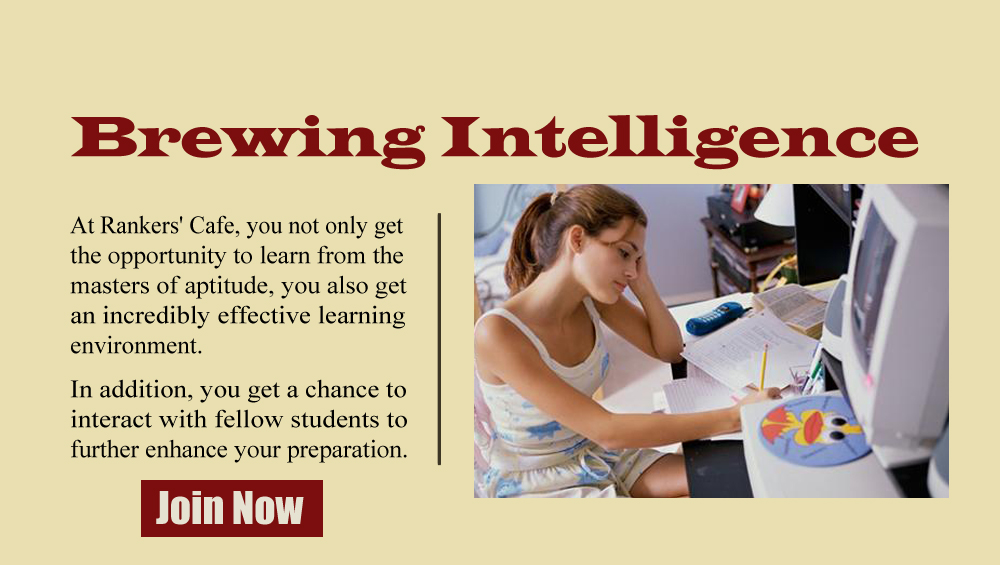 Brewing Intelligence
At Rankers' Cafe, you not only get
the opportunity to learn from the
masters of aptitude, you also get
an incredibly effective learning
environment.
In addition, you get a chance to
interact with fellow students to
further enhance your preparation.
Join Now